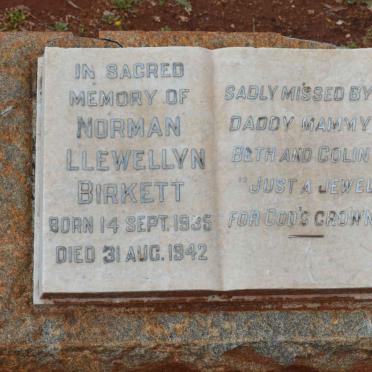 IN SACRED
MEMORY OF
NORMAN
LLEWELLYN
BIRKETT
BORN 14 SEPT. 1935
DIED 31 AUG. 1942
SADLY MISSED BY
DADDY MAMMY
BETH AND COLIN
"JUST A JEWEL
FOR GOD'S CROWN